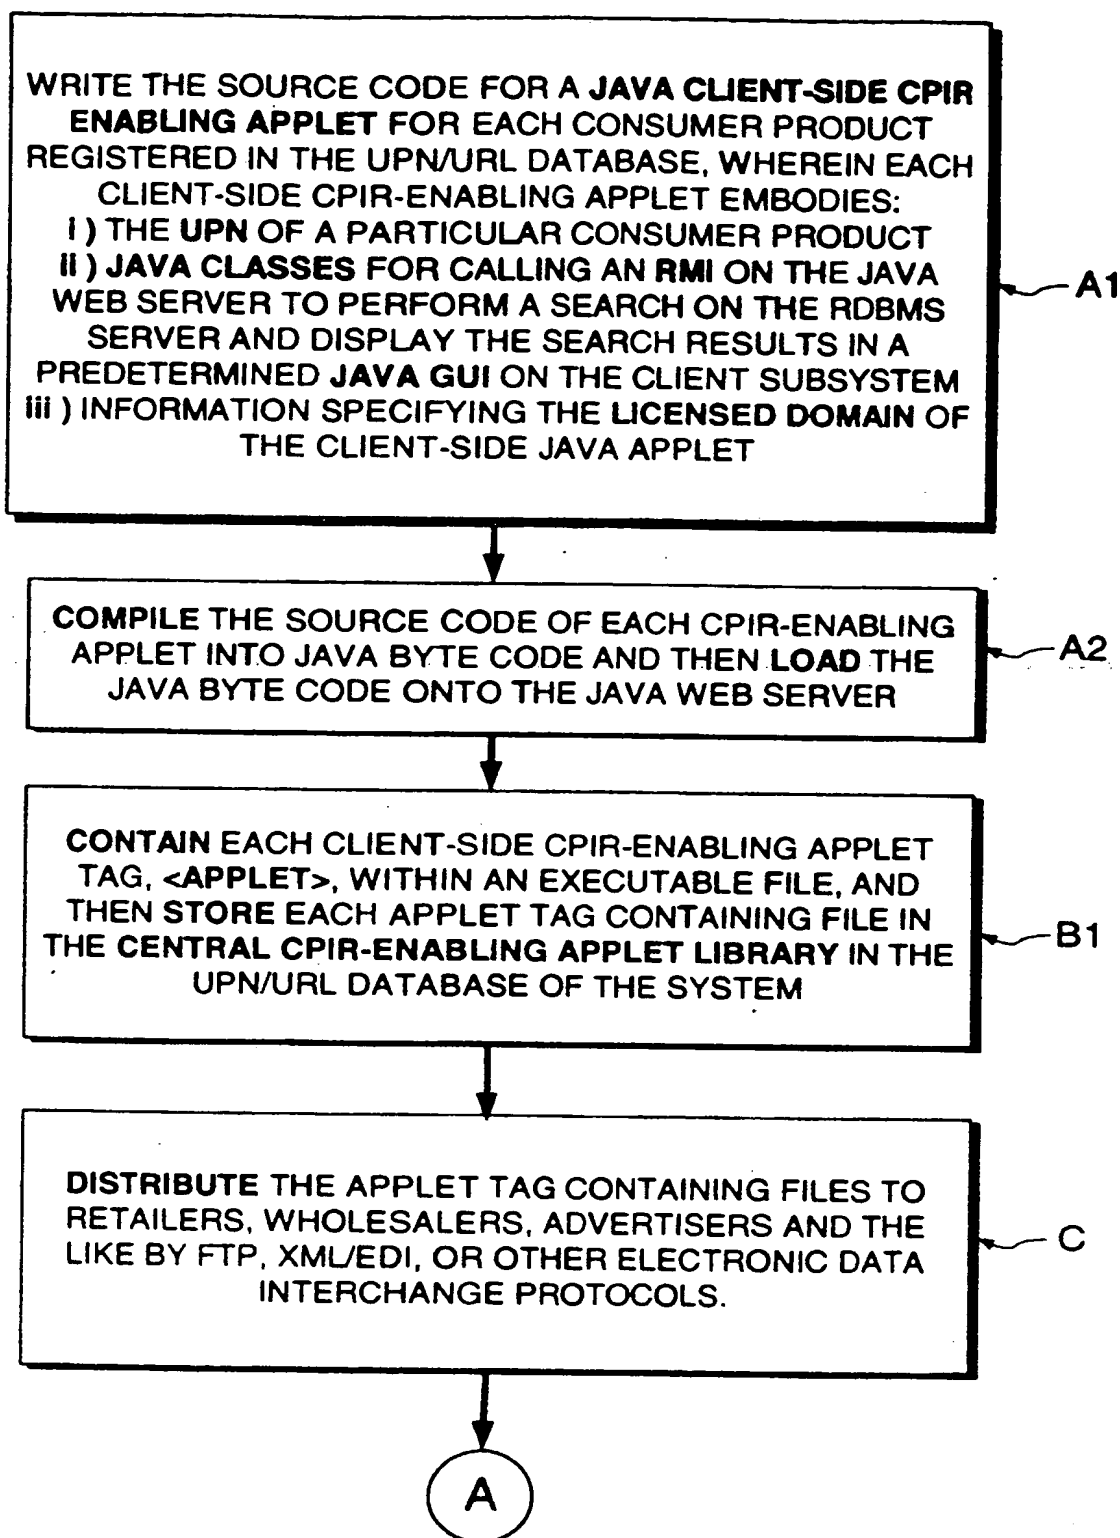 WRITE THE SOURCE CODE FOR A JAVA CLIENT-SIDE CPIR
ENABLING APPLET FOR EACH CONSUMER PRODUCT
REGISTERED IN THE UPN/URL DATABASE, WHEREIN EACH
CLIENT-SIDE CPIR-ENABLING APPLET EMBODIES:
i ) THE UPN OF A PARTICULAR CONSUMER PRODUCT
ii ) JAVA CLASSES FOR CALLING AN RMI ON THE JAVA
WEB SERVER TO PERFORM A SEARCH ON THE RDBMS
SERVER AND DISPLAY THE SEARCH RESULTS IN A
PREDETERMINED JAVA GUI ON THE CLIENT SUBSYSTEM
iii ) INFORMATION SPECIFYING THE LICENSED DOMAIN OF
THE CLIENT-SIDE JAVA APPLET
A1
COMPILE THE SOURCE CODE OF EACH CPIR-ENABLING
APPLET INTO JAVA BYTE CODE AND THEN LOAD THE
JAVA BYTE CODE ONTO THE JAVA WEB SERVER
A2
CONTAIN EACH CLIENT-SIDE CPIR-ENABLING APPLET
TAG, <APPLET>, WITHIN AN EXECUTABLE FILE, AND
THEN STORE EACH APPLET TAG CONTAINING FILE IN
THE CENTRAL CPIR-ENABLING APPLET LIBRARY IN THE
UPN/URL DATABASE OF THE SYSTEM
B1
DISTRIBUTE THE APPLET TAG CONTAINING FILES TO
RETAILERS, WHOLESALERS, ADVERTISERS AND THE
LIKE BY FTP, XML/EDI, OR OTHER ELECTRONIC DATA
INTERCHANGE PROTOCOLS.
C
A